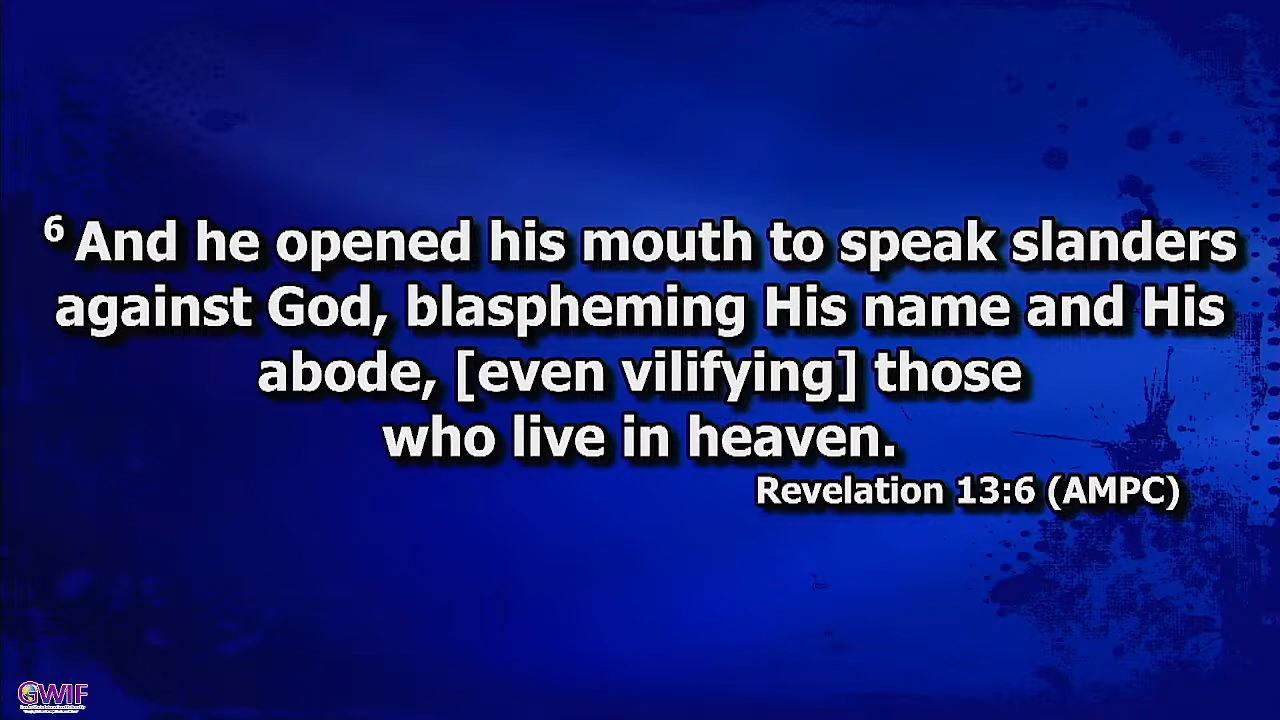 6 And he opened his mouth to speak slanders
against God, blaspheming His name and His
abode, [even vilifying] those
who live in heaven.
Revelation 13:6 (AMPC)
GWIF